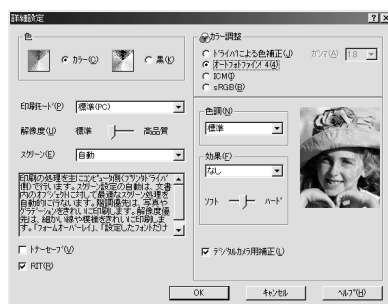 詳細設定
色
カラー(C)
黒(K)
印刷モード(P)
標準(PC)
解像度(U)
標準
高品質
スクリーン(E)
自動
印刷の処理を主にコンピュータ側(プリンタドライバ
側)で行います。スクリーン設定の自動は、文書
内のオブジェクトに対して最適なスクリーン処理を
自動的に行ないます。階調優先は、写真や
グラデーションをきれいに印刷します。解像度優
先は、細かい線や模様をきれいに印刷しま
す。「フォームオーバーレイ」、「設定したフォントだけ
トナーセーブ(V)
RIT(R)
カラー調整
ドライバによる色補正(J)
ガンマ(A)
1.8
オートフォトファイン! 4(4)
ICM(I)
sRGB(B)
色調(N)
標準
効果(F)
なし
ソフト
ハード
デジタルカメラ用補正(L)
OK
キャンセル
ヘルプ(H)